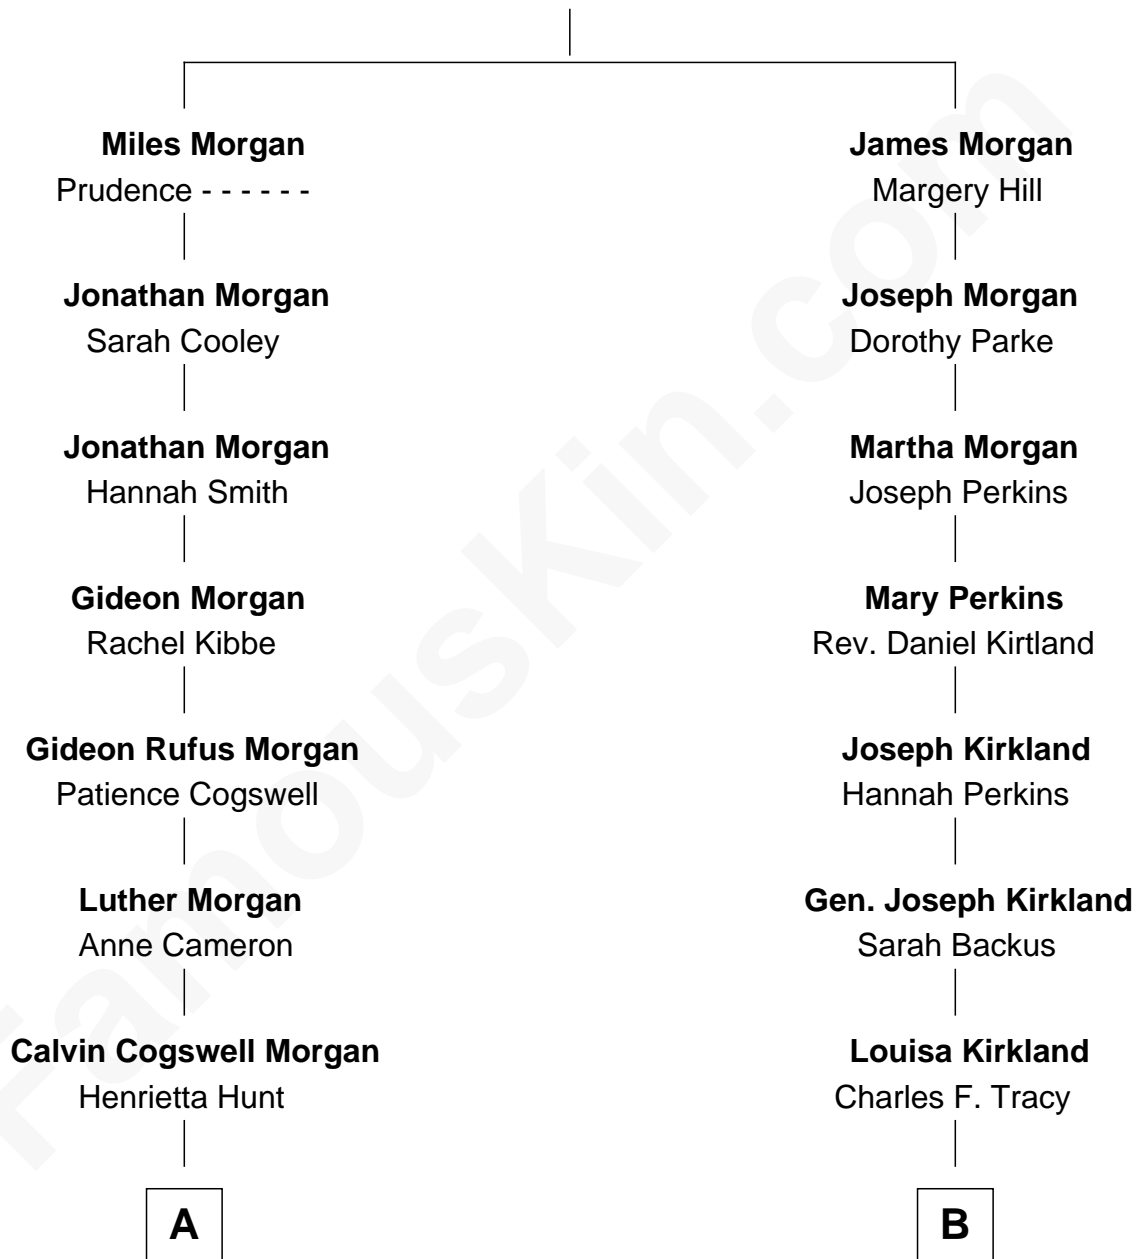 Miles Morgan
Prudence - - - - - -
Jonathan Morgan
Sarah Cooley
Jonathan Morgan
Hannah Smith
Gideon Morgan
Rachel Kibbe
Gideon Rufus Morgan
Patience Cogswell
Luther Morgan
Anne Cameron
Calvin Cogswell Morgan
Henrietta Hunt
A
James Morgan
Margery Hill
Joseph Morgan
Dorothy Parke
Martha Morgan
Joseph Perkins
Mary Perkins
Rev. Daniel Kirtland
Joseph Kirkland
Hannah Perkins
Gen. Joseph Kirkland
Sarah Backus
Louisa Kirkland
Charles F. Tracy
B
FamousKin.com